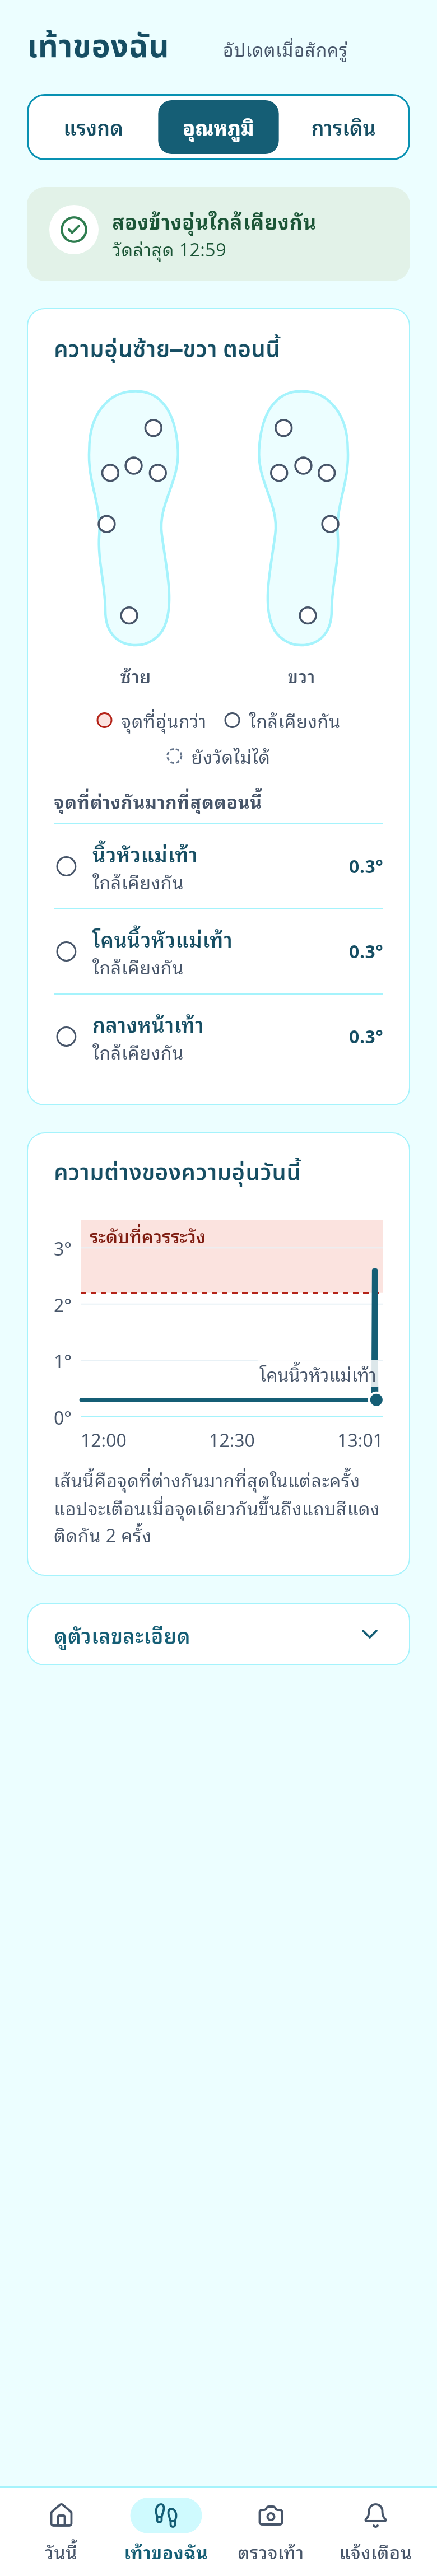 เท้าของฉัน
อัปเดตเมื่อสักครู่
แรงกด
อุณหภูมิ
การเดิน
สองข้างอุ่นใกล้เคียงกัน
วัดล่าสุด 12:59
ความอุ่นซ้าย–ขวา ตอนนี้
ซ้าย
ขวา
จุดที่อุ่นกว่า
ใกล้เคียงกัน
ยังวัดไม่ได้
จุดที่ต่างกันมากที่สุดตอนนี้
นิ้วหัวแม่เท้า
0.3°
ใกล้เคียงกัน
โคนนิ้วหัวแม่เท้า
0.3°
ใกล้เคียงกัน
กลางหน้าเท้า
0.3°
ใกล้เคียงกัน
ความต่างของความอุ่นวันนี้
ระดับที่ควรระวัง
3°
2°
1°
โคนนิ้วหัวแม่เท้า
0°
12:00
12:30
13:01
เส้นนี้คือจุดที่ต่างกันมากที่สุดในแต่ละครั้ง
แอปจะเตือนเมื่อจุดเดียวกันขึ้นถึงแถบสีแดง
ติดกัน 2 ครั้ง
ดูตัวเลขละเอียด
วันนี้
เท้าของฉัน
ตรวจเท้า
แจ้งเตือน